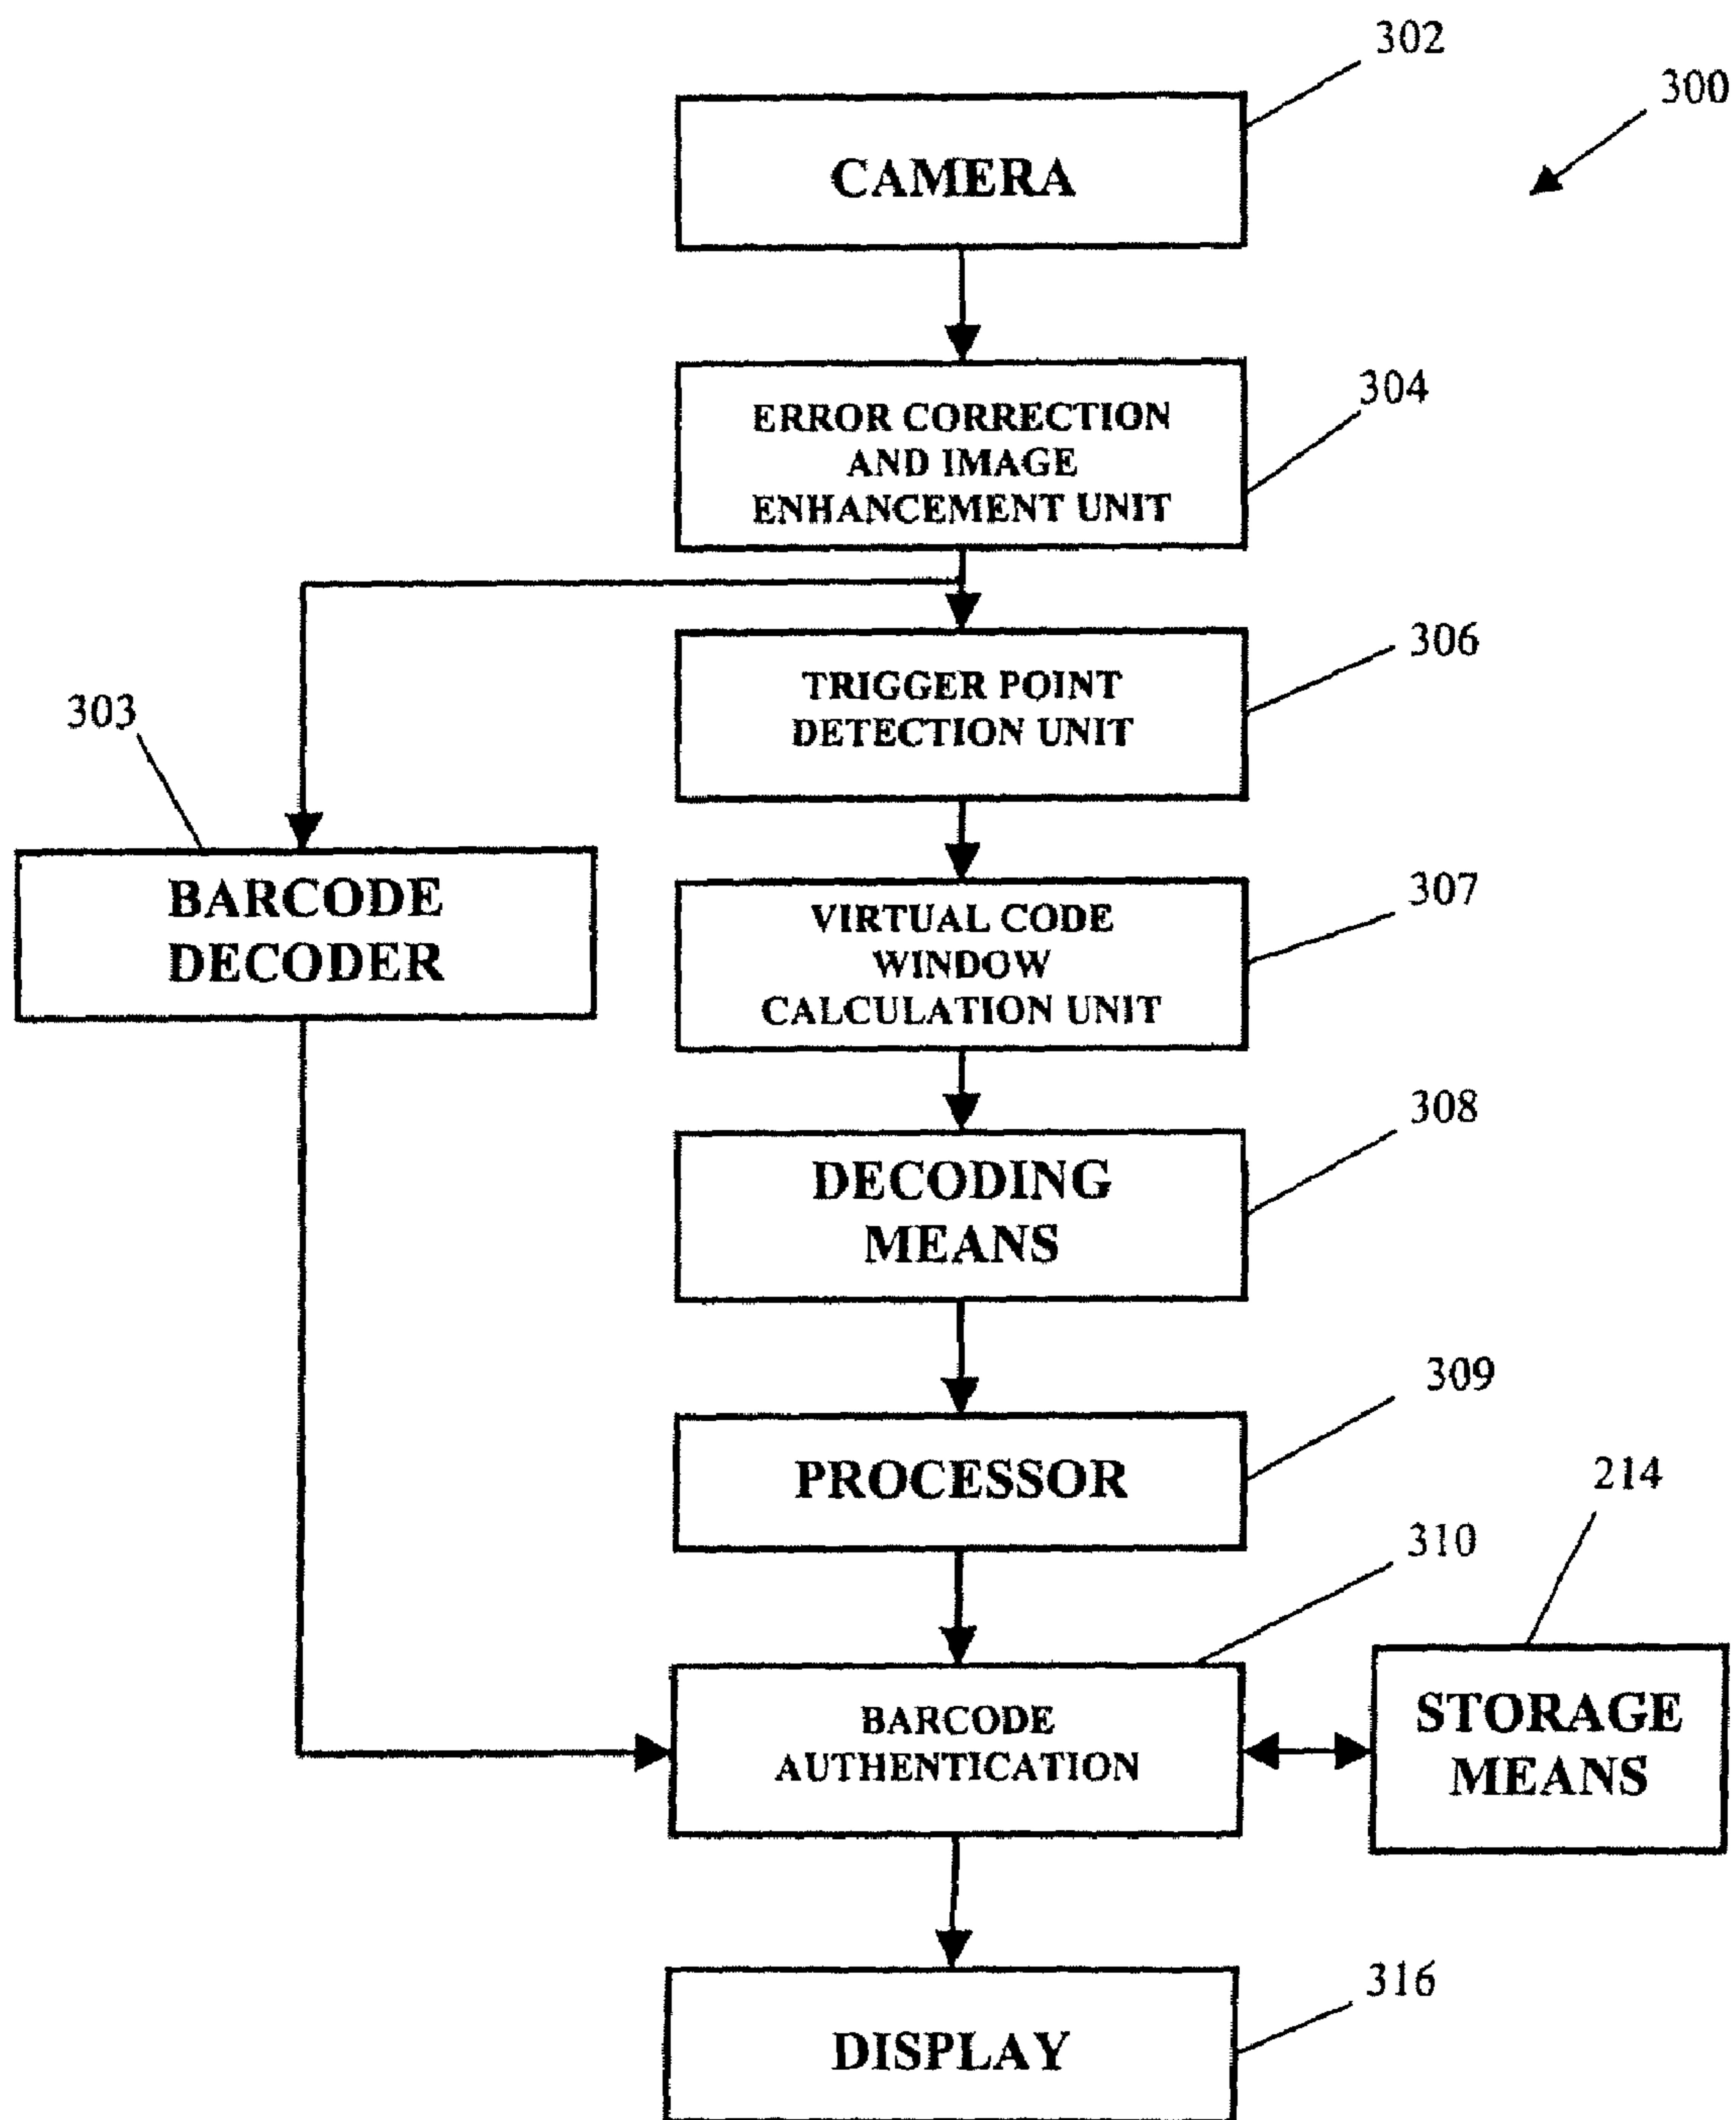 302
300
CAMERA
304
ERROR CORRECTION
AND IMAGE
ENHANCEMENT UNIT
306
TRIGGER POINT
DETECTION UNIT
303
BARCODE
DECODER
307
VIRTUAL CODE
WINDOW
CALCULATION UNIT
308
DECODING
MEANS
309
PROCESSOR
214
310
BARCODE
AUTHENTICATION
STORAGE
MEANS
316
DISPLAY